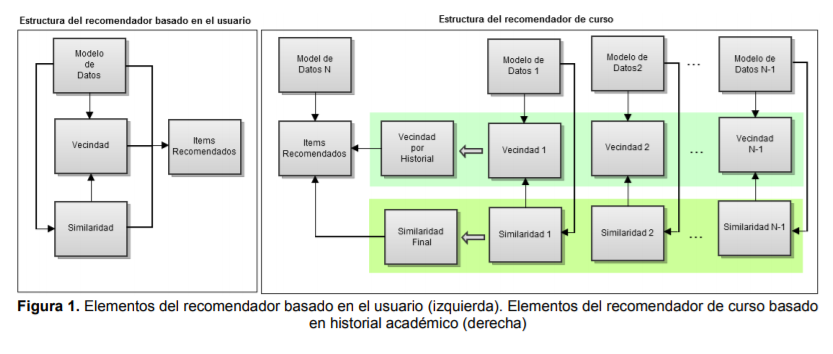 Estructura del recomendador basado en el usuario
Modelo
de
Datos
Vecindad
Items
Recomendados
Similaridad
Estructura del recomendador de curso
Model de
Datos N
Modelo de
Datos 1
Modelo de
Datos2
...
Modelo de
Datos N-1
Items
Recomendados
Vecindad
por
Historial
Vecindad 1
Vecindad 2
...
Vecindad
N-1
Similaridad
Final
Similaridad 1
Similaridad 2
...
Similaridad N-1
Figura 1. Elementos del recomendador basado en el usuario (izquierda). Elementos del recomendador de curso basado
en historial académico (derecha)